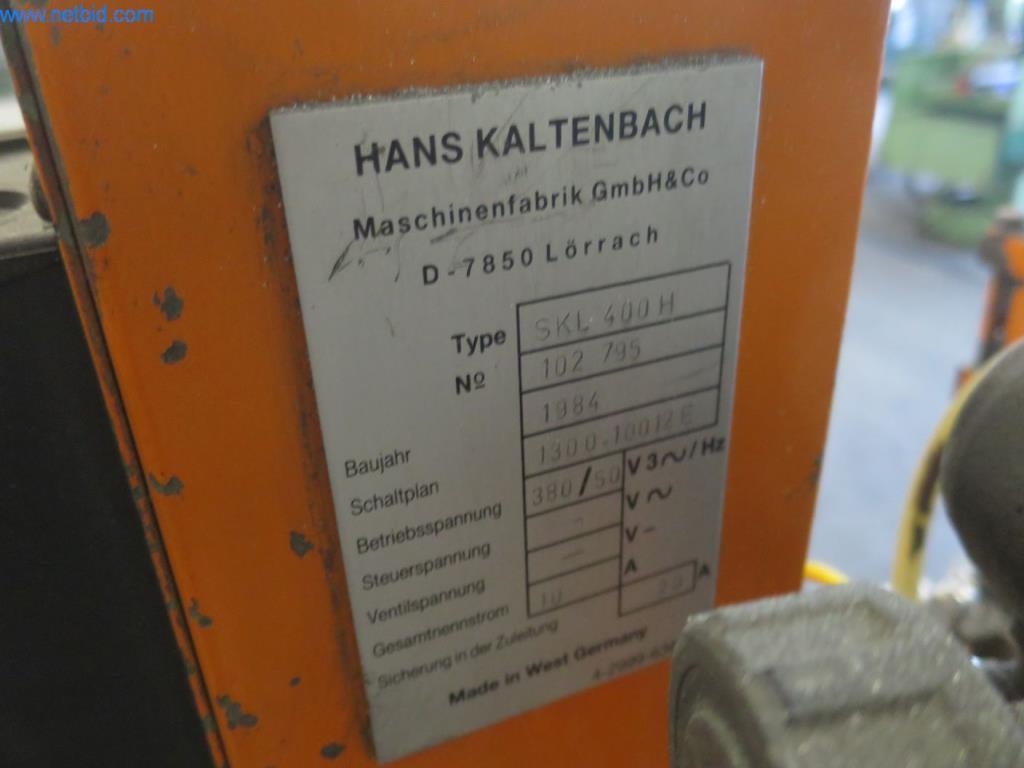 www.netbid.com
HANS KALTENBACH
Maschinenfabrik GmbH&Co
D-7850 Lörrach
Type SKL 400 H
Nº 102 795
Baujahr 1984
Schaltplan 1300-10012 E
Betriebsspannung 380/50 V 3~/Hz
Steuerspannung - V~
Ventilspannung - V-
Gesamtnennstrom 10 A
Sicherung in der Zuleitung 20 A
Made in West Germany